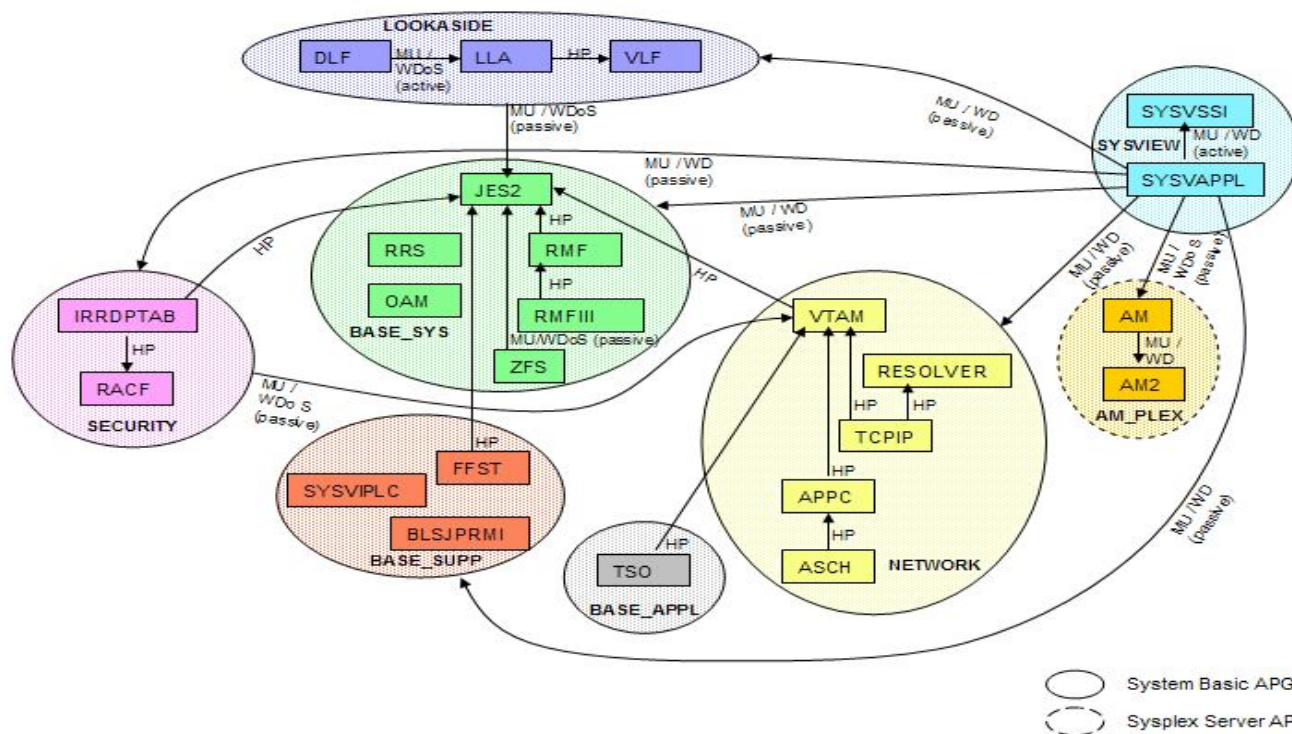 LOOKASIDE
DLF
MU /
WDoS
(active)
LLA
HP
VLF
MU / WDoS
(passive)
MU / WD
(passive)
SYSVSSI
SYSVIEW
MU / WD
(active)
SYSVAPPL
MU / WD
(passive)
MU / WD
(passive)
JES2
HP
RRS
RMF
HP
OAM
RMFIII
BASE_SYS
MU/WDoS (passive)
ZFS
HP
IRRDPTAB
HP
RACF
SECURITY
MU /
WDo S
(passive)
HP
MU / WD
(passive)
MU /
WDo S
(passive)
VTAM
RESOLVER
HP
HP
TCPIP
HP
APPC
HP
ASCH
NETWORK
AM
MU /
WD
AM2
AM_PLEX
HP
FFST
SYSVIPLC
BLSJPRMI
BASE_SUPP
HP
TSO
BASE_APPL
MU / WD
(passive)
System Basic APG
Sysplex Server AP